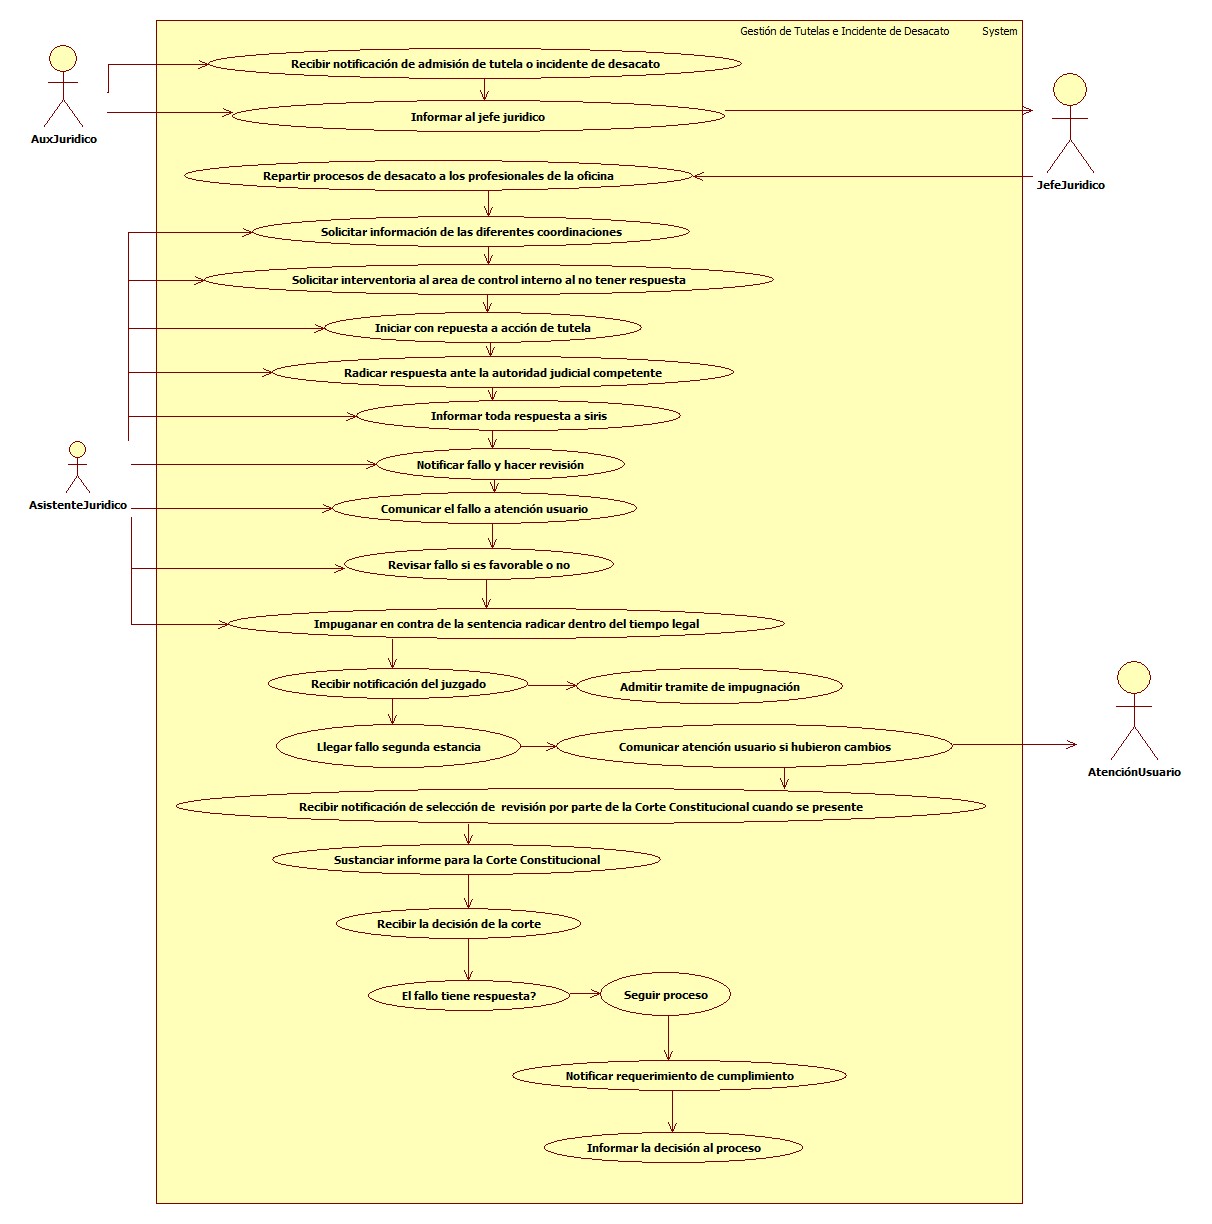 Gestión de Tutelas e Incidente de Desacato System
Recibir notificación de admisión de tutela o incidente de desacato
AuxJuridico
Informar al jefe juridico
JefeJuridico
Repartir procesos de desacato a los profesionales de la oficina
Solicitar información de las diferentes coordinaciones
Solicitar interventoria al area de control interno al no tener respuesta
Iniciar con repuesta a acción de tutela
Radicar respuesta ante la autoridad judicial competente
Informar toda respuesta a siris
Notificar fallo y hacer revisión
AsistenteJuridico
Comunicar el fallo a atención usuario
Revisar fallo si es favorable o no
Impuganar en contra de la sentencia radicar dentro del tiempo legal
Recibir notificación del juzgado
Admitir tramite de impugnación
Llegar fallo segunda estancia
Comunicar atención usuario si hubieron cambios
AtenciónUsuario
Recibir notificación de selección de revisión por parte de la Corte Constitucional cuando se presente
Sustanciar informe para la Corte Constitucional
Recibir la decisión de la corte
El fallo tiene respuesta?
Seguir proceso
Notificar requerimiento de cumplimiento
Informar la decisión al proceso